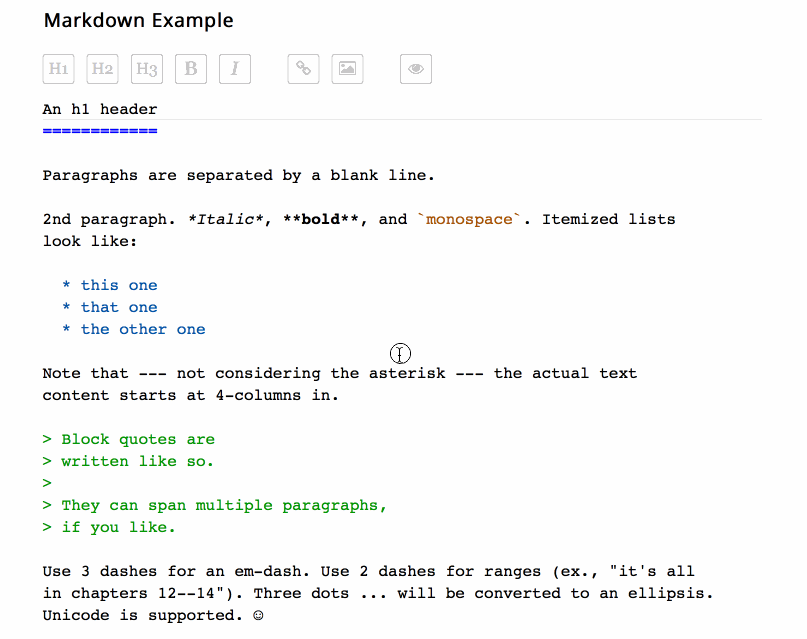 Markdown Example
H1 H2 H3 B I
An h1 header
============
Paragraphs are separated by a blank line.
2nd paragraph. *Italic*, **bold**, and `monospace`. Itemized lists
look like:
* this one
* that one
* the other one
Note that --- not considering the asterisk --- the actual text
content starts at 4-columns in.
> Block quotes are
> written like so.
>
> They can span multiple paragraphs,
> if you like.
Use 3 dashes for an em-dash. Use 2 dashes for ranges (ex., "it's all
in chapters 12--14"). Three dots ... will be converted to an ellipsis.
Unicode is supported. ☺